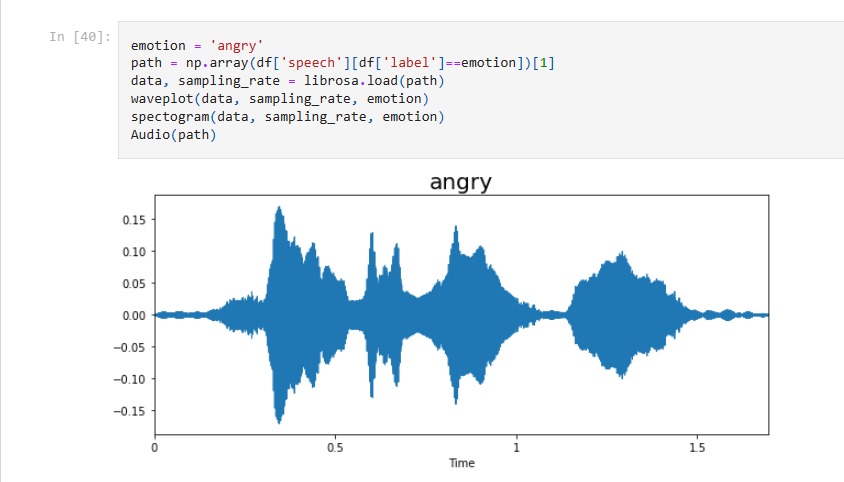 In [40]:
emotion = 'angry'
path = np.array(df['speech'][df['label']==emotion])[1]
data, sampling_rate = librosa.load(path)
waveplot(data, sampling_rate, emotion)
spectogram(data, sampling_rate, emotion)
Audio(path)
angry
0.15
0.10
0.05
0.00
−0.05
−0.10
−0.15
0 0.5 1 1.5
Time